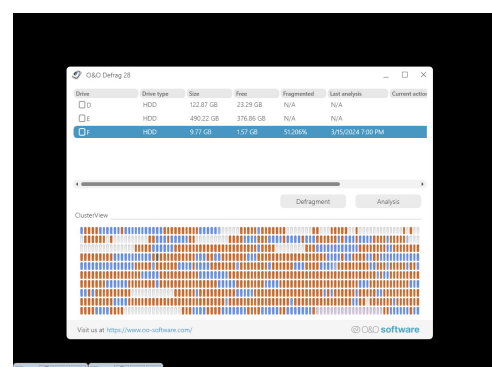 O&O Defrag 28
Drive Drive type Size Free Fragmented Last analysis Current action
D HDD 122.87 GB 23.29 GB N/A N/A
E HDD 490.22 GB 376.86 GB N/A N/A
F HDD 9.77 GB 1.57 GB 51.206% 3/15/2024 7:00 PM
Defragment Analysis
ClusterView
Visit us at https://www.oo-software.com/ O&O software